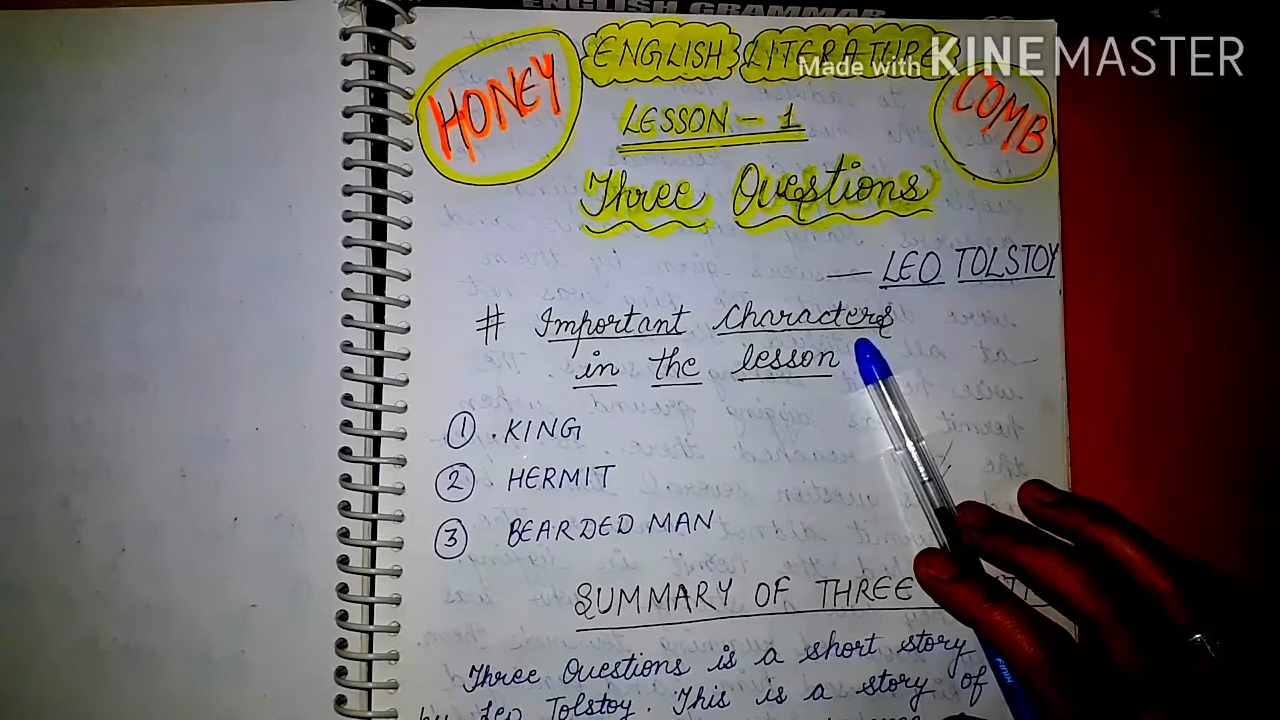 ENGLISH GRAMMAR
Made with KINEMASTER
HONEY
ENGLISH LITERATURE
COMB
LESSON - 1
Three Questions
— LEO TOLSTOY
# Important characters
in the lesson
① . KING
② HERMIT
③ BEARDED MAN
SUMMARY OF THREE
Three Questions is a short story
by Leo Tolstoy. This is a story of
FINIX